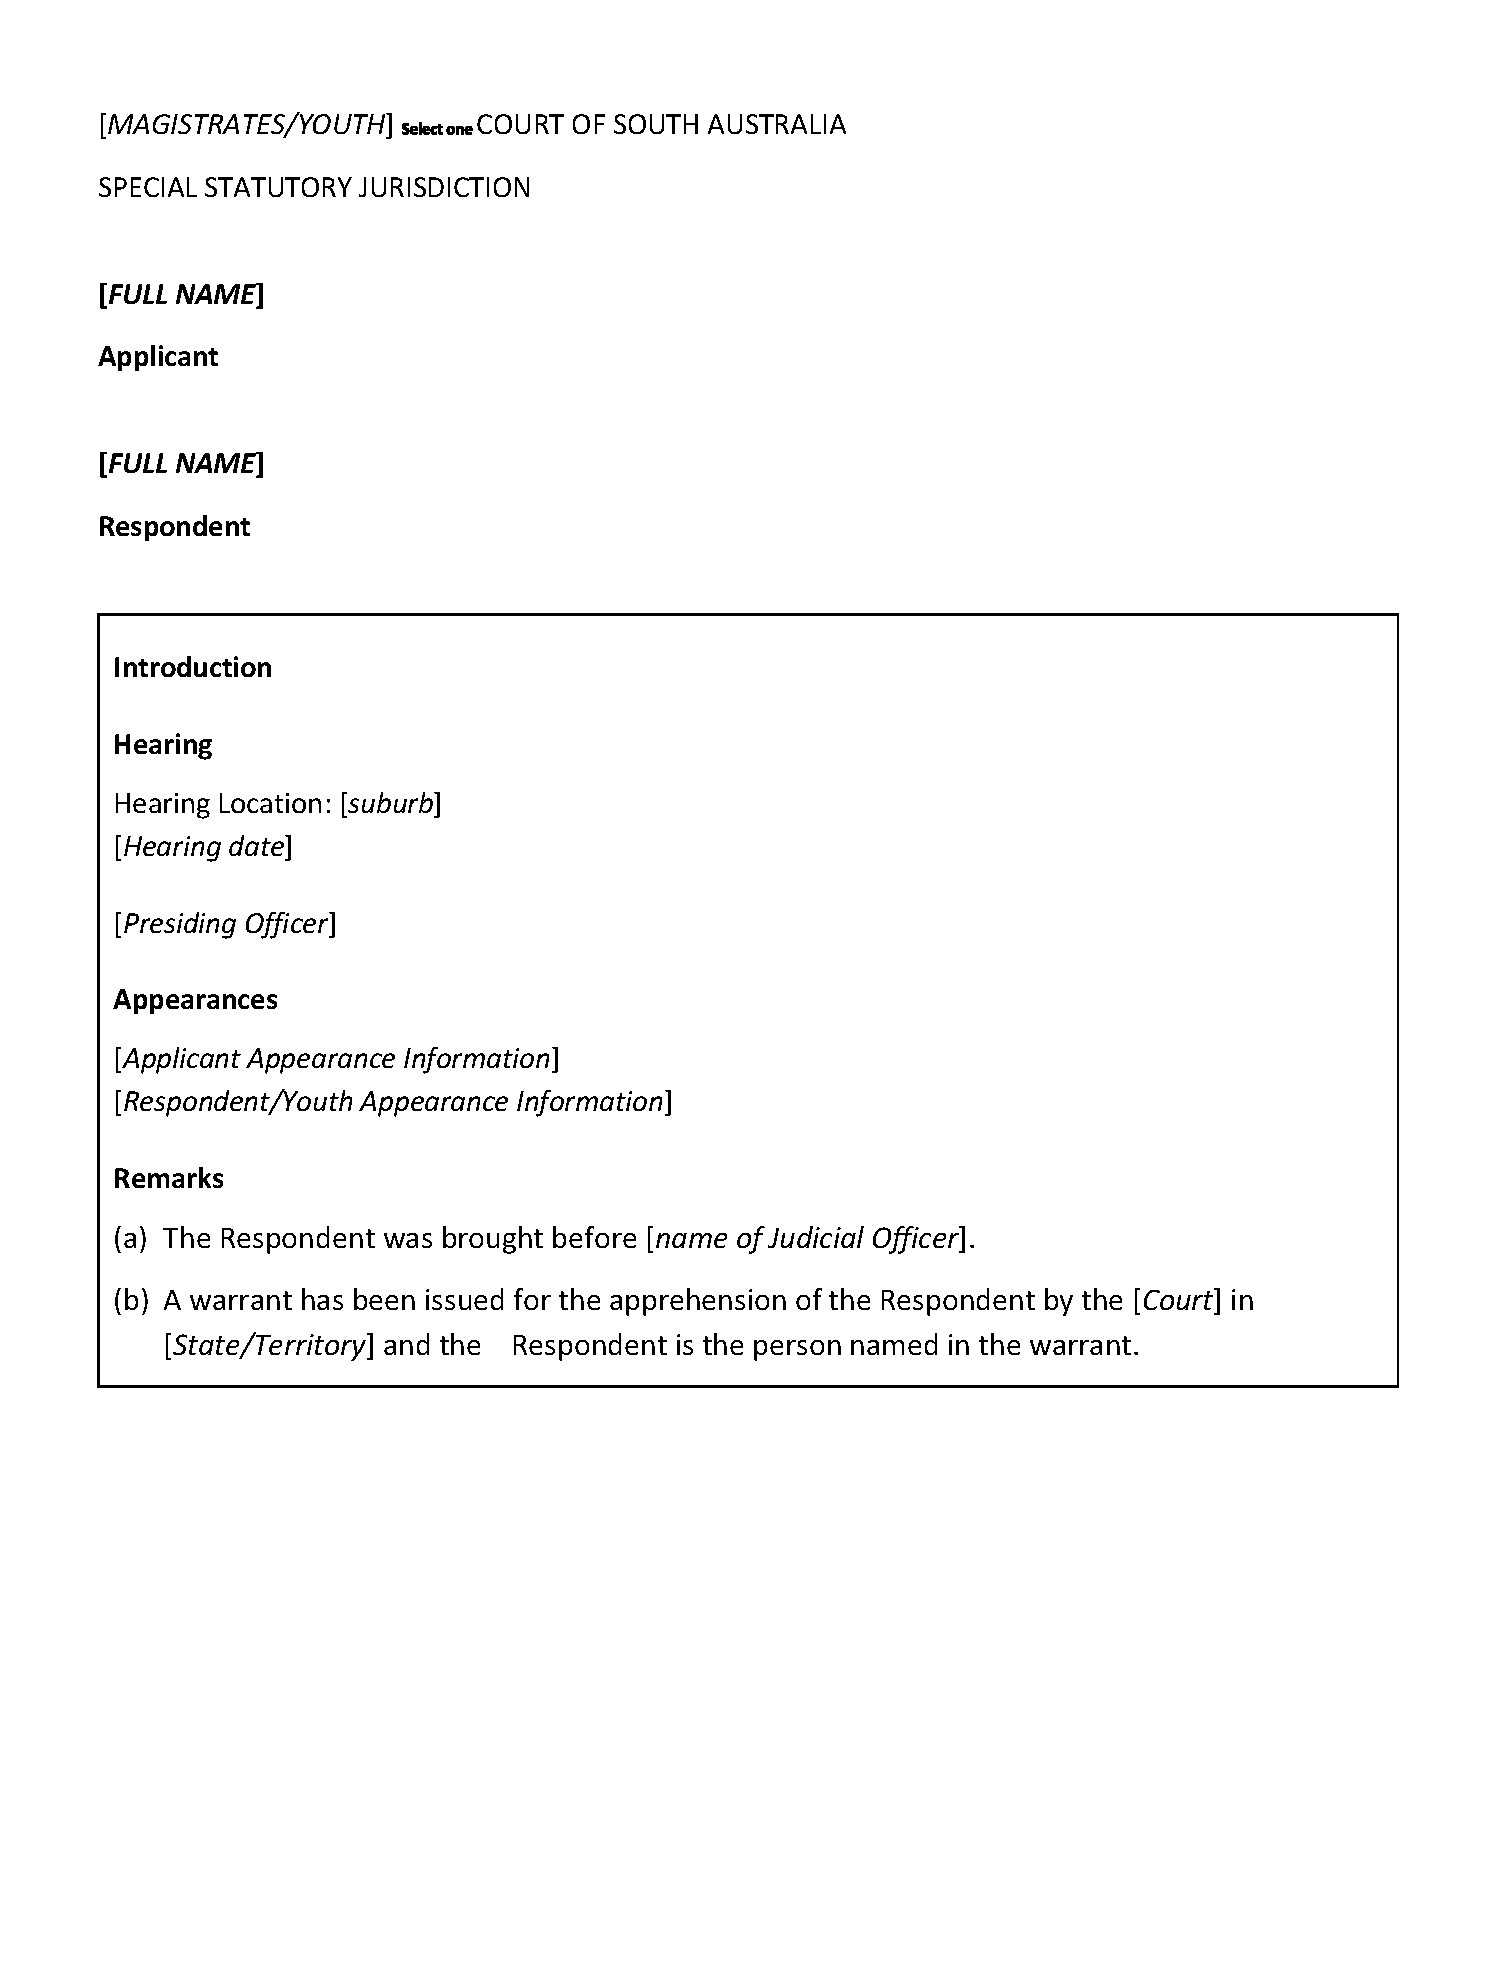 [MAGISTRATES/YOUTH] Select one COURT OF SOUTH AUSTRALIA
SPECIAL STATUTORY JURISDICTION
[FULL NAME]
Applicant
[FULL NAME]
Respondent
Introduction
Hearing
Hearing Location: [suburb]
[Hearing date]
[Presiding Officer]
Appearances
[Applicant Appearance Information]
[Respondent/Youth Appearance Information]
Remarks
(a) The Respondent was brought before [name of Judicial Officer].
(b) A warrant has been issued for the apprehension of the Respondent by the [Court] in
[State/Territory] and the Respondent is the person named in the warrant.